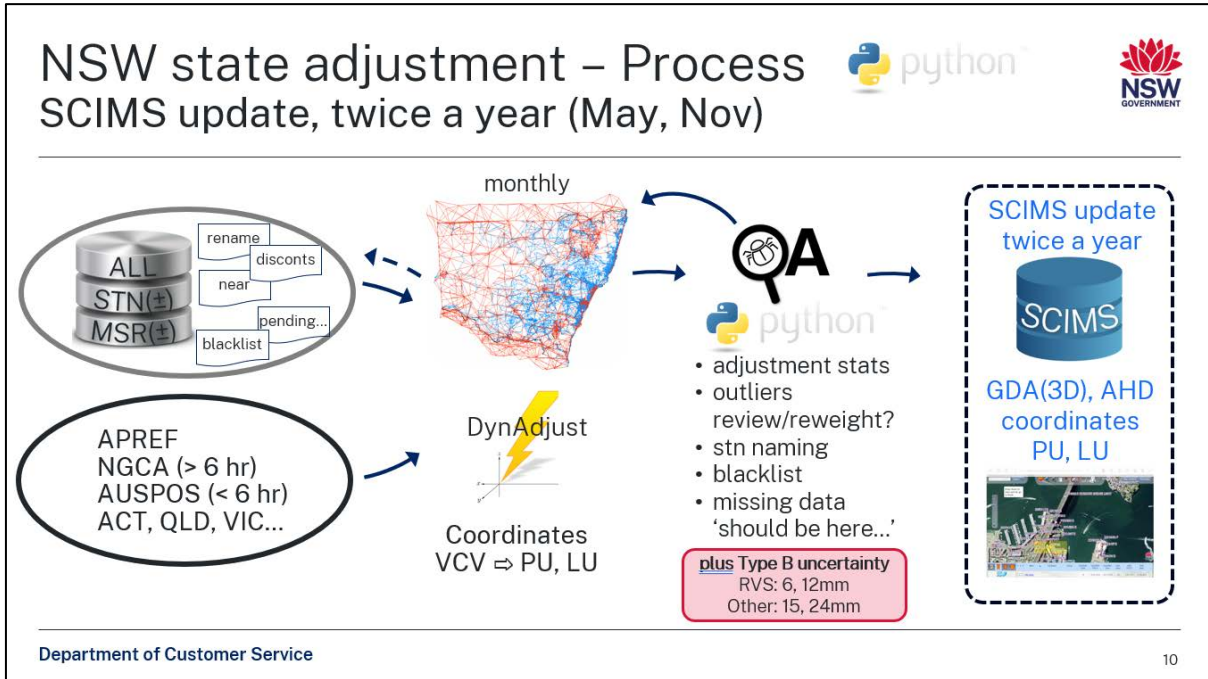 NSW state adjustment – Process
SCIMS update, twice a year (May, Nov)
python
NSW
GOVERNMENT
ALL
STN(±)
MSR(±)
rename
disconts
near
pending...
blacklist
APREF
NGCA (> 6 hr)
AUSPOS (< 6 hr)
ACT, QLD, VIC...
monthly
DynAdjust
Coordinates
VCV ⇨ PU, LU
QA
python
• adjustment stats
• outliers
review/reweight?
• stn naming
• blacklist
• missing data
‘should be here...’
plus Type B uncertainty
RVS: 6, 12mm
Other: 15, 24mm
SCIMS update
twice a year
SCIMS
GDA(3D), AHD
coordinates
PU, LU
Department of Customer Service
10